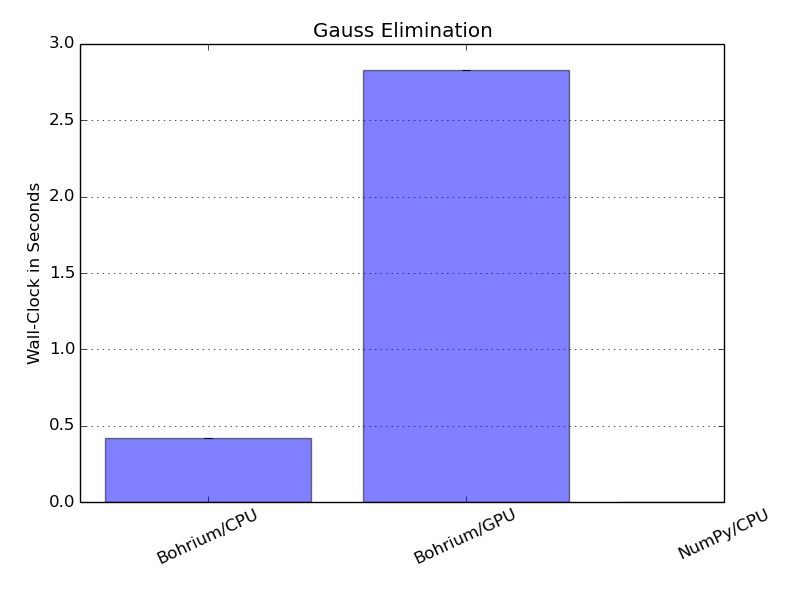 Gauss Elimination
3.0
2.5
2.0
1.5
1.0
0.5
0.0
Wall-Clock in Seconds
Bohrium/CPU
Bohrium/GPU
NumPy/CPU